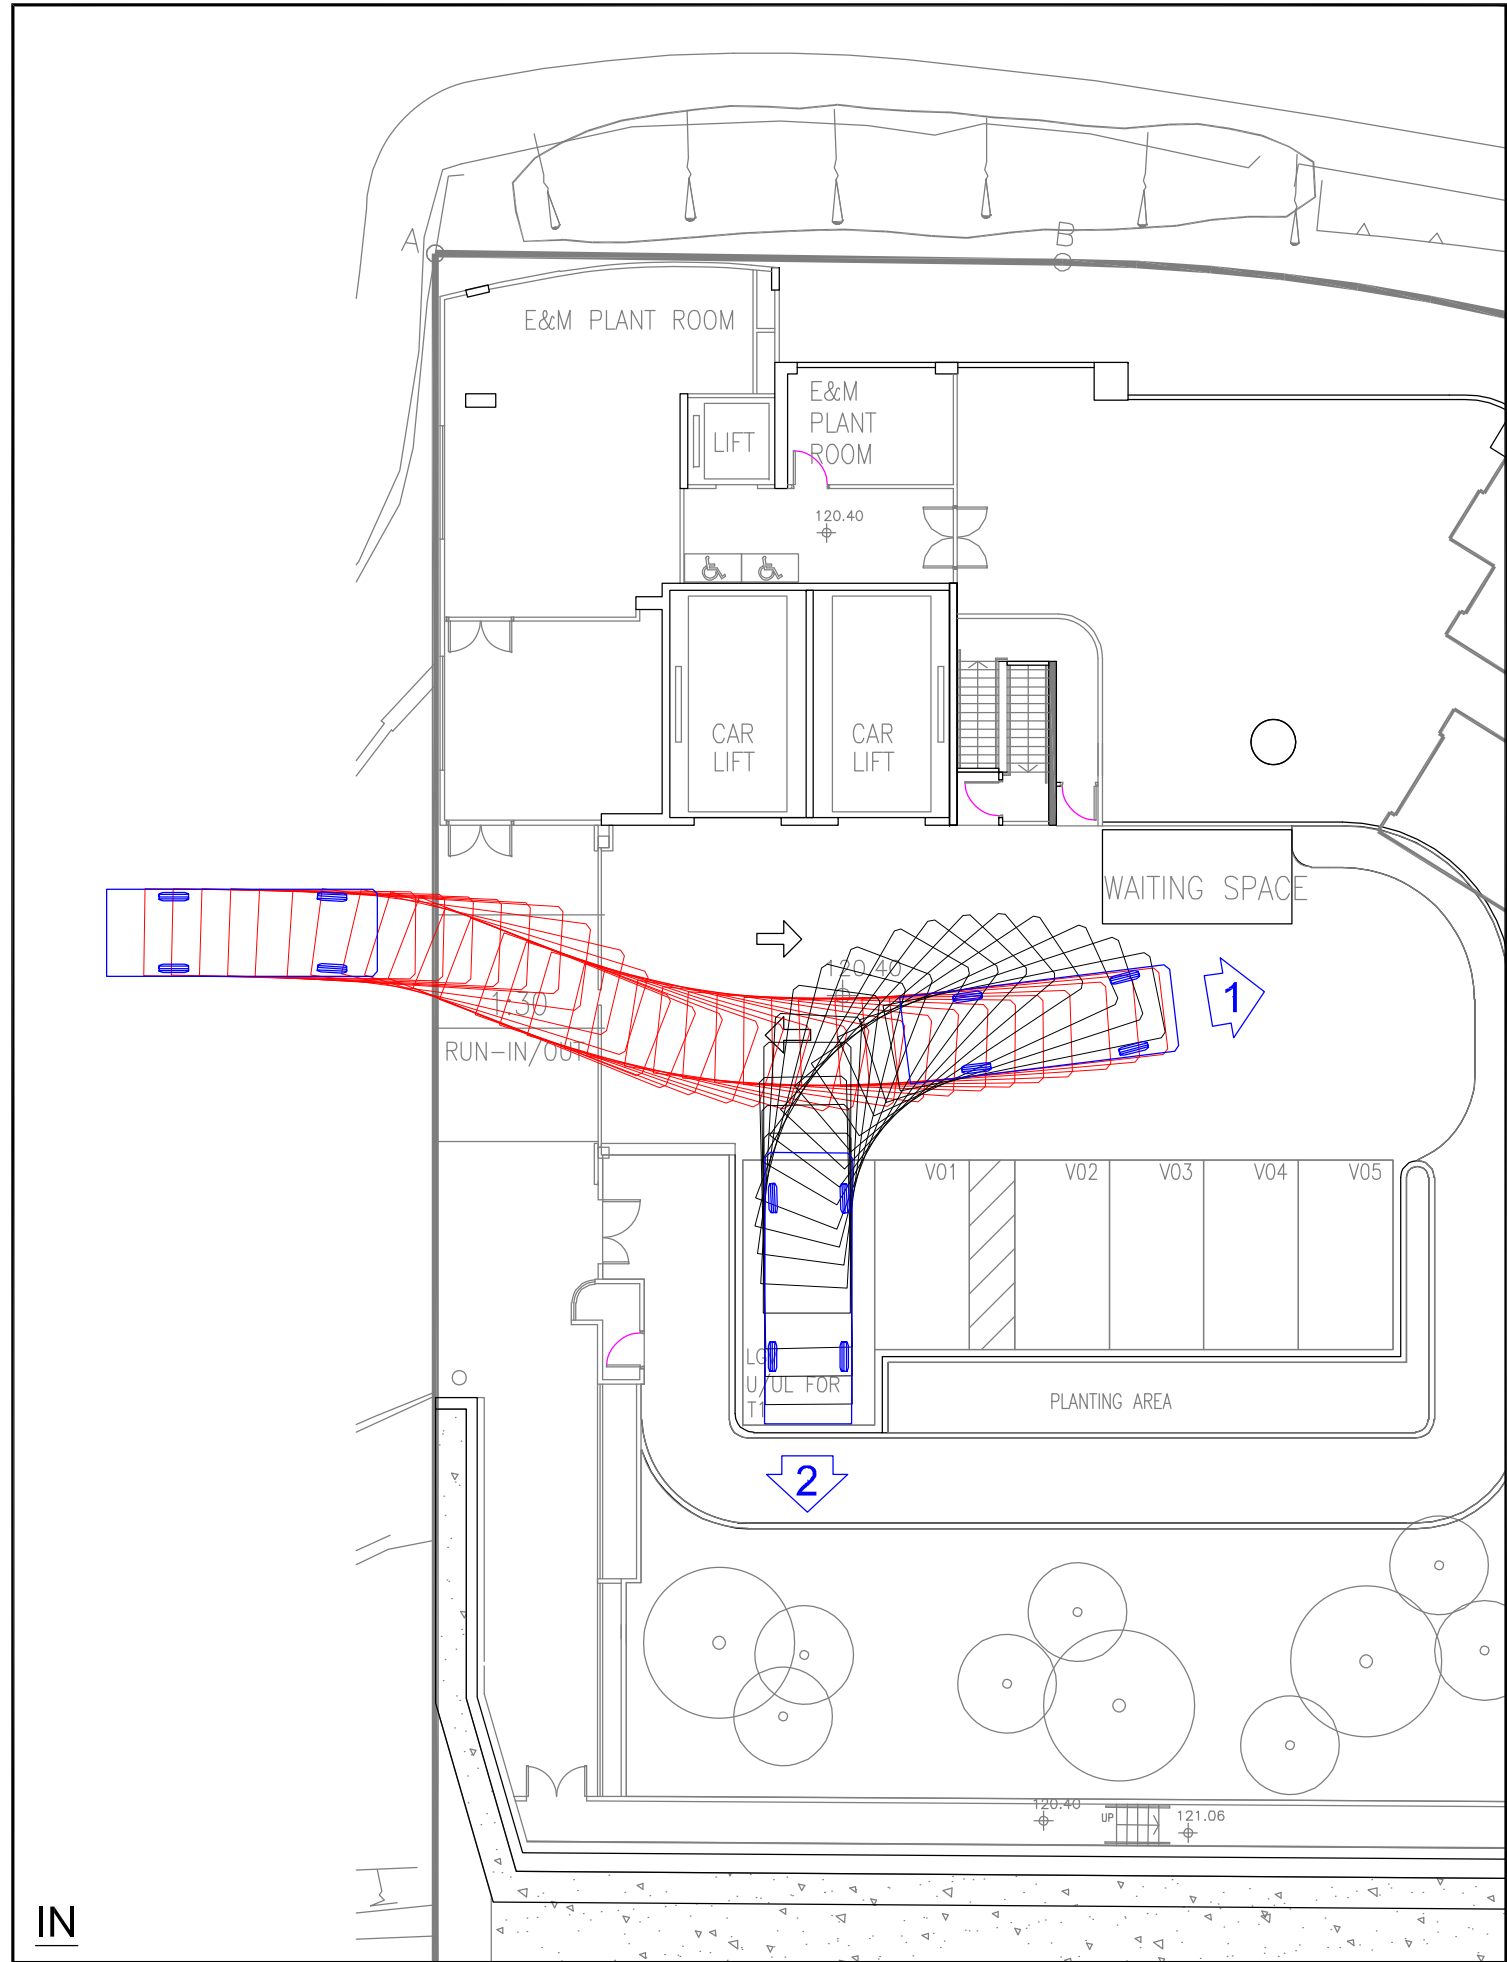 A
B
E&M PLANT ROOM
E&M
PLANT
ROOM
LIFT
120.40
CAR
LIFT
CAR
LIFT
WAITING SPACE
120.40
1
1:30
RUN-IN/OUT
V01
V02
V03
V04
V05
U/UL FOR
T1
PLANTING AREA
2
120.40
UP
121.06
IN